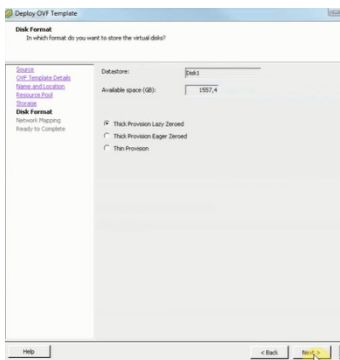 Deploy OVF Template
Disk Format
In which format do you want to store the virtual disks?
Source
OVF Template Details
Name and Location
Resource Pool
Storage
Disk Format
Network Mapping
Ready to Complete
Datastore:
Disk1
Available space (GB):
1557,4
Thick Provision Lazy Zeroed
Thick Provision Eager Zeroed
Thin Provision
Help
< Back
Next >